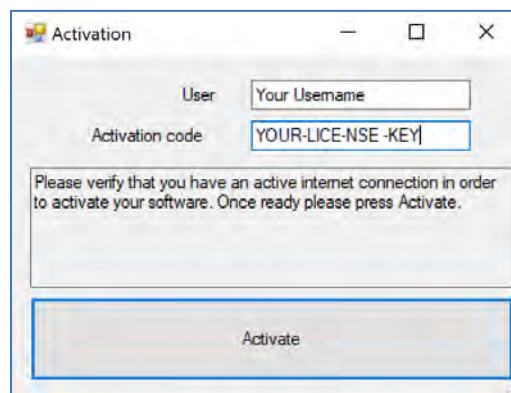 Activation
User
Your Username
Activation code
YOUR-LICE-NSE -KEY
Please verify that you have an active internet connection in order
to activate your software. Once ready please press Activate.
Activate